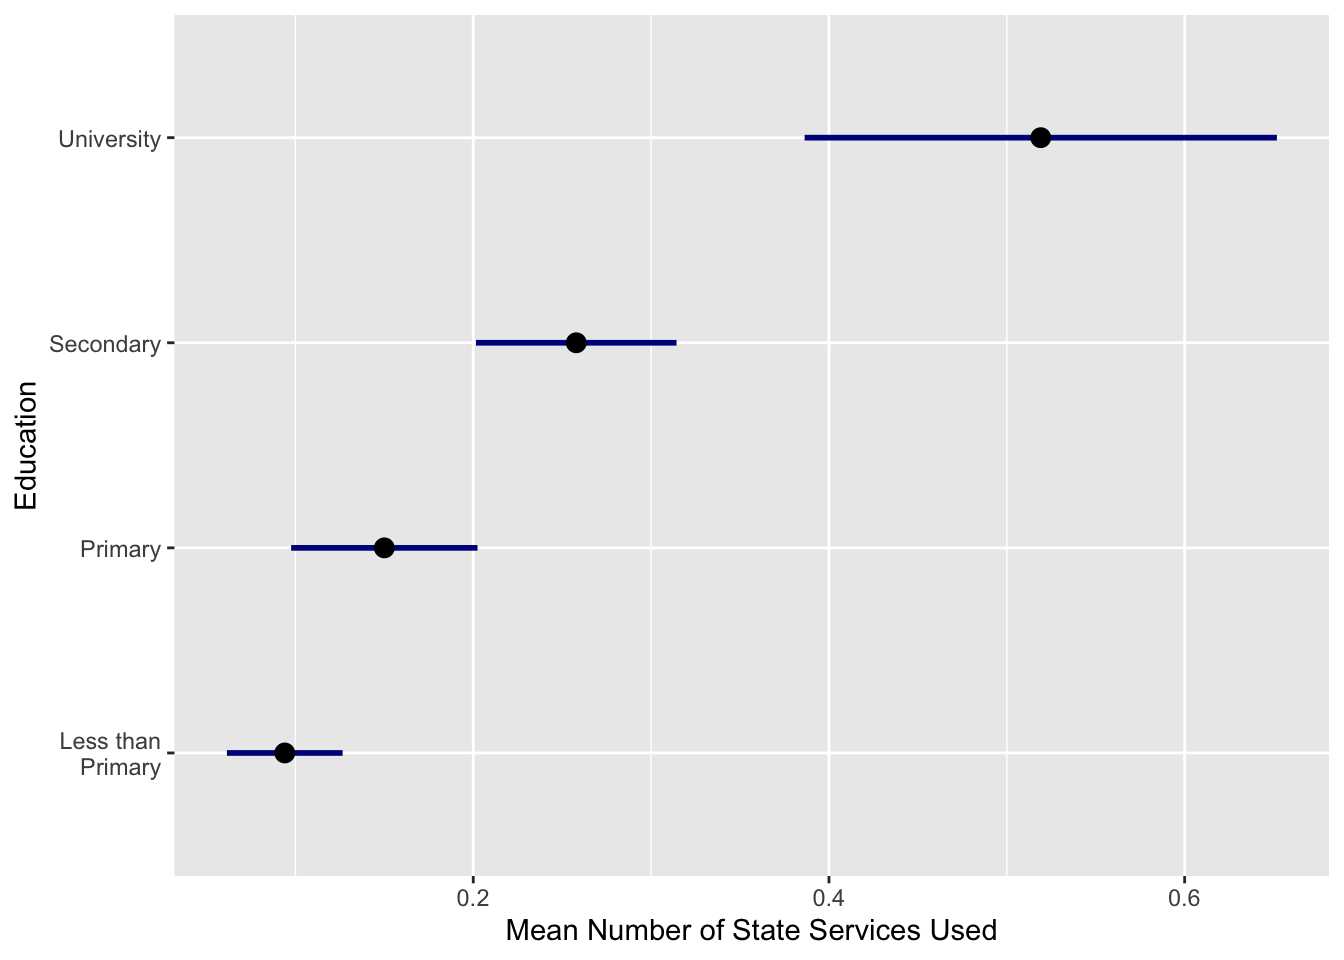 University
Secondary
Primary
Less than
Primary
Education
0.2
0.4
0.6
Mean Number of State Services Used